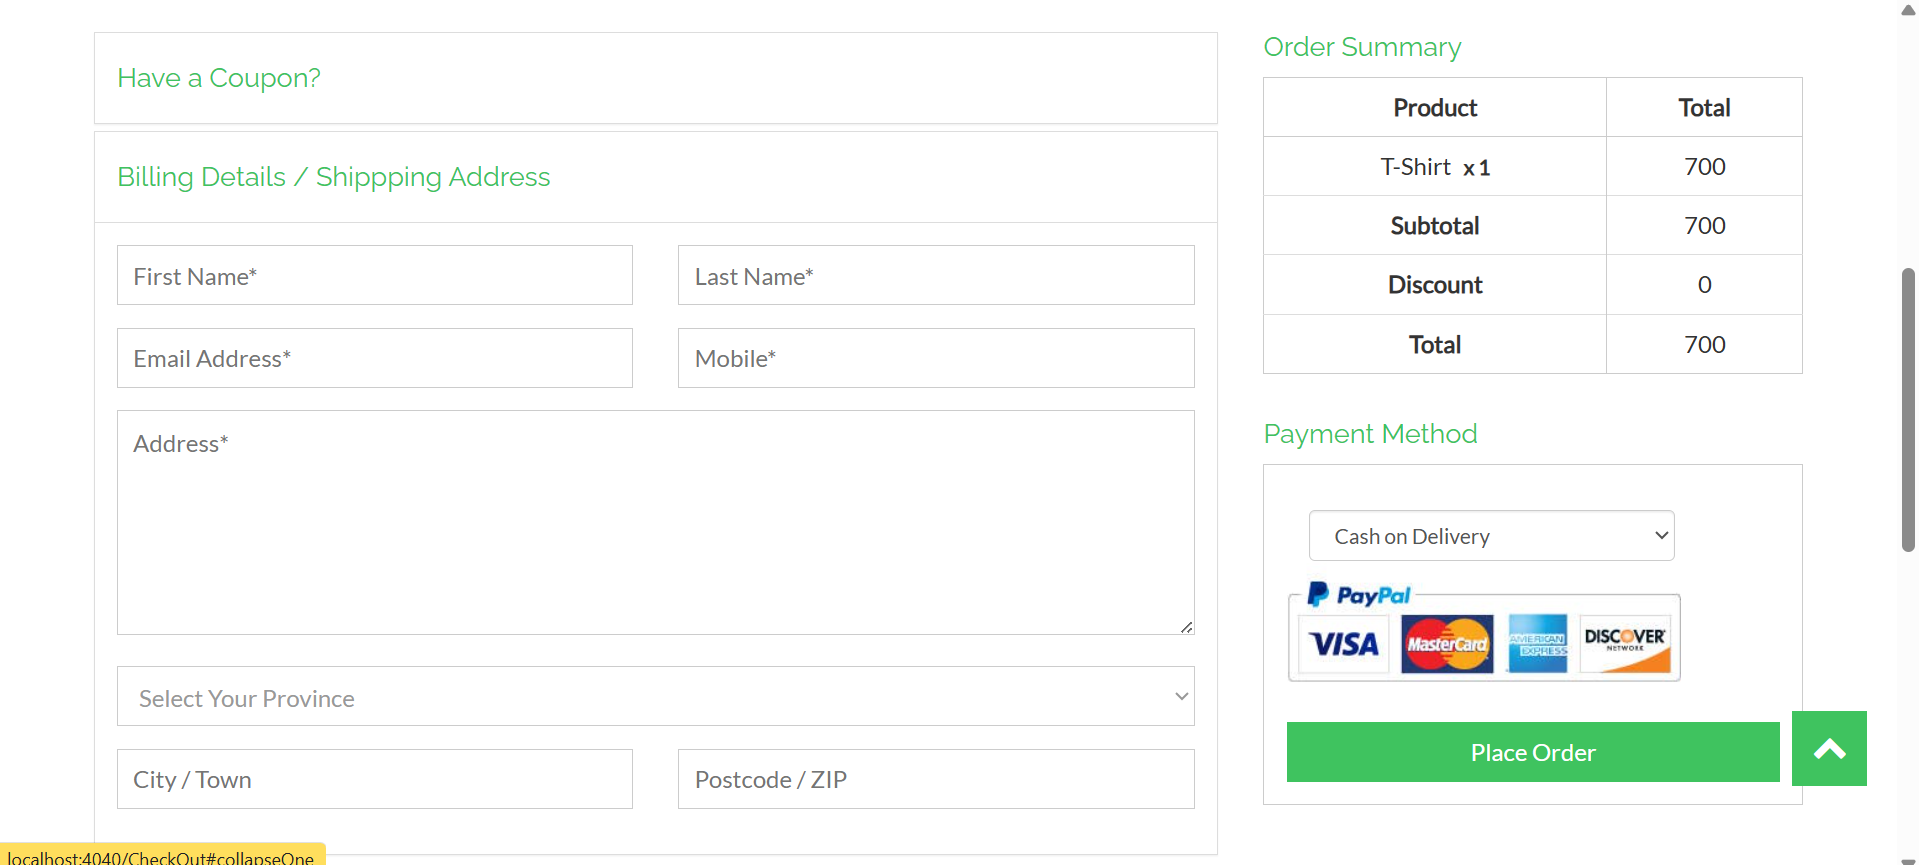 Have a Coupon?
Billing Details / Shippping Address
First Name*
Last Name*
Email Address*
Mobile*
Address*
Select Your Province
City / Town
Postcode / ZIP
Order Summary
Product Total
T-Shirt x 1 700
Subtotal 700
Discount 0
Total 700
Payment Method
Cash on Delivery
PayPal
VISA MasterCard AMERICAN EXPRESS DISCOVER NETWORK
Place Order
localhost:4040/CheckOut#collapseOne